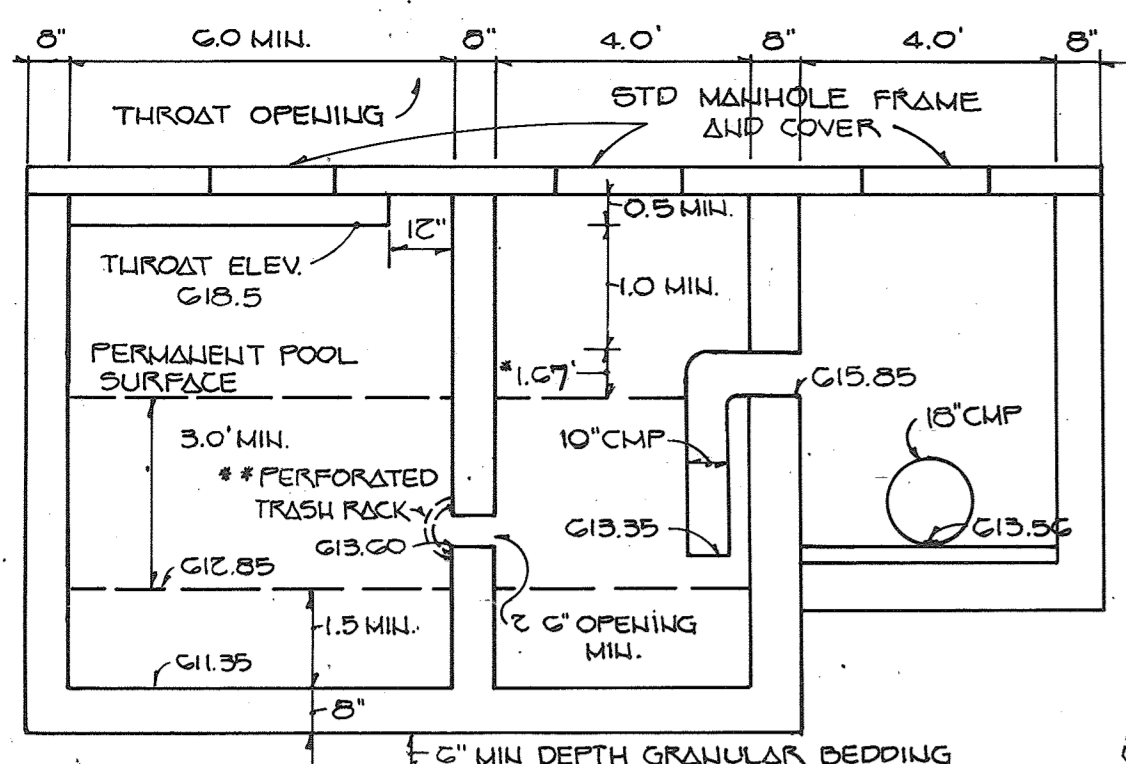 8" 6.0 MIN. 8" 4.0' 8" 4.0' 8"
THROAT OPENING
STD MANHOLE FRAME
AND COVER
0.5 MIN.
12"
THROAT ELEV.
618.5
1.0 MIN.
PERMANENT POOL
SURFACE
*1.67'
615.85
3.0' MIN.
10" CMP
18" CMP
**PERFORATED
TRASH RACK
613.60
613.35
613.56
612.85
1.5 MIN.
2 6" OPENING
MIN.
611.35
8"
6" MIN DEPTH GRANULAR BEDDING